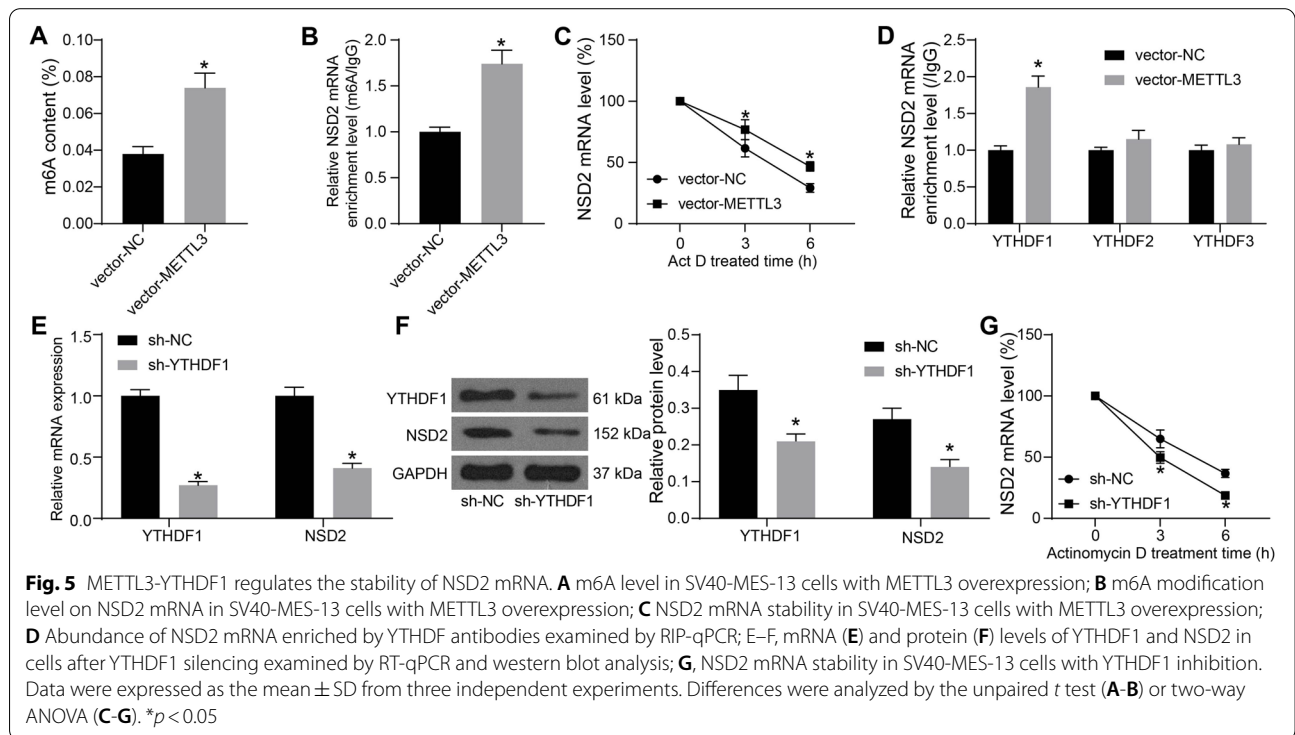 A
m6A content (%)
0.10
0.08
0.06
0.04
0.02
0.00
*
vector-NC
vector-METTL3
B
Relative NSD2 mRNA
enrichment level (m6A/IgG)
2.0
1.5
1.0
0.5
0.0
*
vector-NC
vector-METTL3
C
NSD2 mRNA level (%)
150
100
50
0
*
*
vector-NC
vector-METTL3
0 3 6
Act D treated time (h)
D
Relative NSD2 mRNA
enrichment level (/IgG)
2.5
2.0
1.5
1.0
0.5
0.0
*
vector-NC
vector-METTL3
YTHDF1 YTHDF2 YTHDF3
E
Relative mRNA expression
1.5
1.0
0.5
0.0
sh-NC
sh-YTHDF1
*
*
YTHDF1 NSD2
F
YTHDF1 61 kDa
NSD2 152 kDa
GAPDH 37 kDa
sh-NC sh-YTHDF1
Relative protein level
0.5
0.4
0.3
0.2
0.1
0.0
sh-NC
sh-YTHDF1
*
*
YTHDF1 NSD2
G
NSD2 mRNA level (%)
150
100
50
0
sh-NC
sh-YTHDF1
*
*
0 3 6
Actinomycin D treatment time (h)
Fig. 5 METTL3-YTHDF1 regulates the stability of NSD2 mRNA. A m6A level in SV40-MES-13 cells with METTL3 overexpression; B m6A modification
level on NSD2 mRNA in SV40-MES-13 cells with METTL3 overexpression; C NSD2 mRNA stability in SV40-MES-13 cells with METTL3 overexpression;
D Abundance of NSD2 mRNA enriched by YTHDF antibodies examined by RIP-qPCR; E–F, mRNA (E) and protein (F) levels of YTHDF1 and NSD2 in
cells after YTHDF1 silencing examined by RT-qPCR and western blot analysis; G, NSD2 mRNA stability in SV40-MES-13 cells with YTHDF1 inhibition.
Data were expressed as the mean ± SD from three independent experiments. Differences were analyzed by the unpaired t test (A-B) or two-way
ANOVA (C-G). *p < 0.05